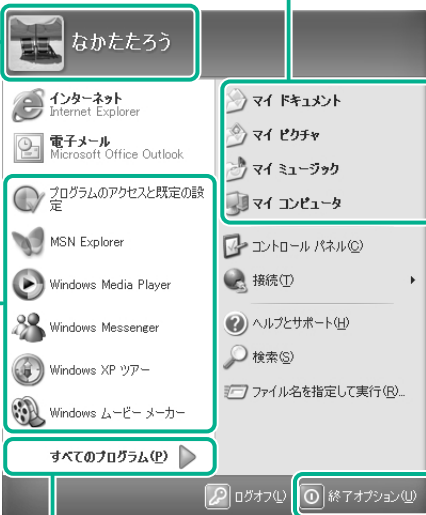 なかたたろう
インターネット
Internet Explorer
電子メール
Microsoft Office Outlook
プログラムのアクセスと既定の設
定
MSN Explorer
Windows Media Player
Windows Messenger
Windows XP ツアー
Windows ムービー メーカー
すべてのプログラム(P)
マイ ドキュメント
マイ ピクチャ
マイ ミュージック
マイ コンピュータ
コントロール パネル(C)
接続(T)
ヘルプとサポート(H)
検索(S)
ファイル名を指定して実行(R)...
ログオフ(L)
終了オプション(U)